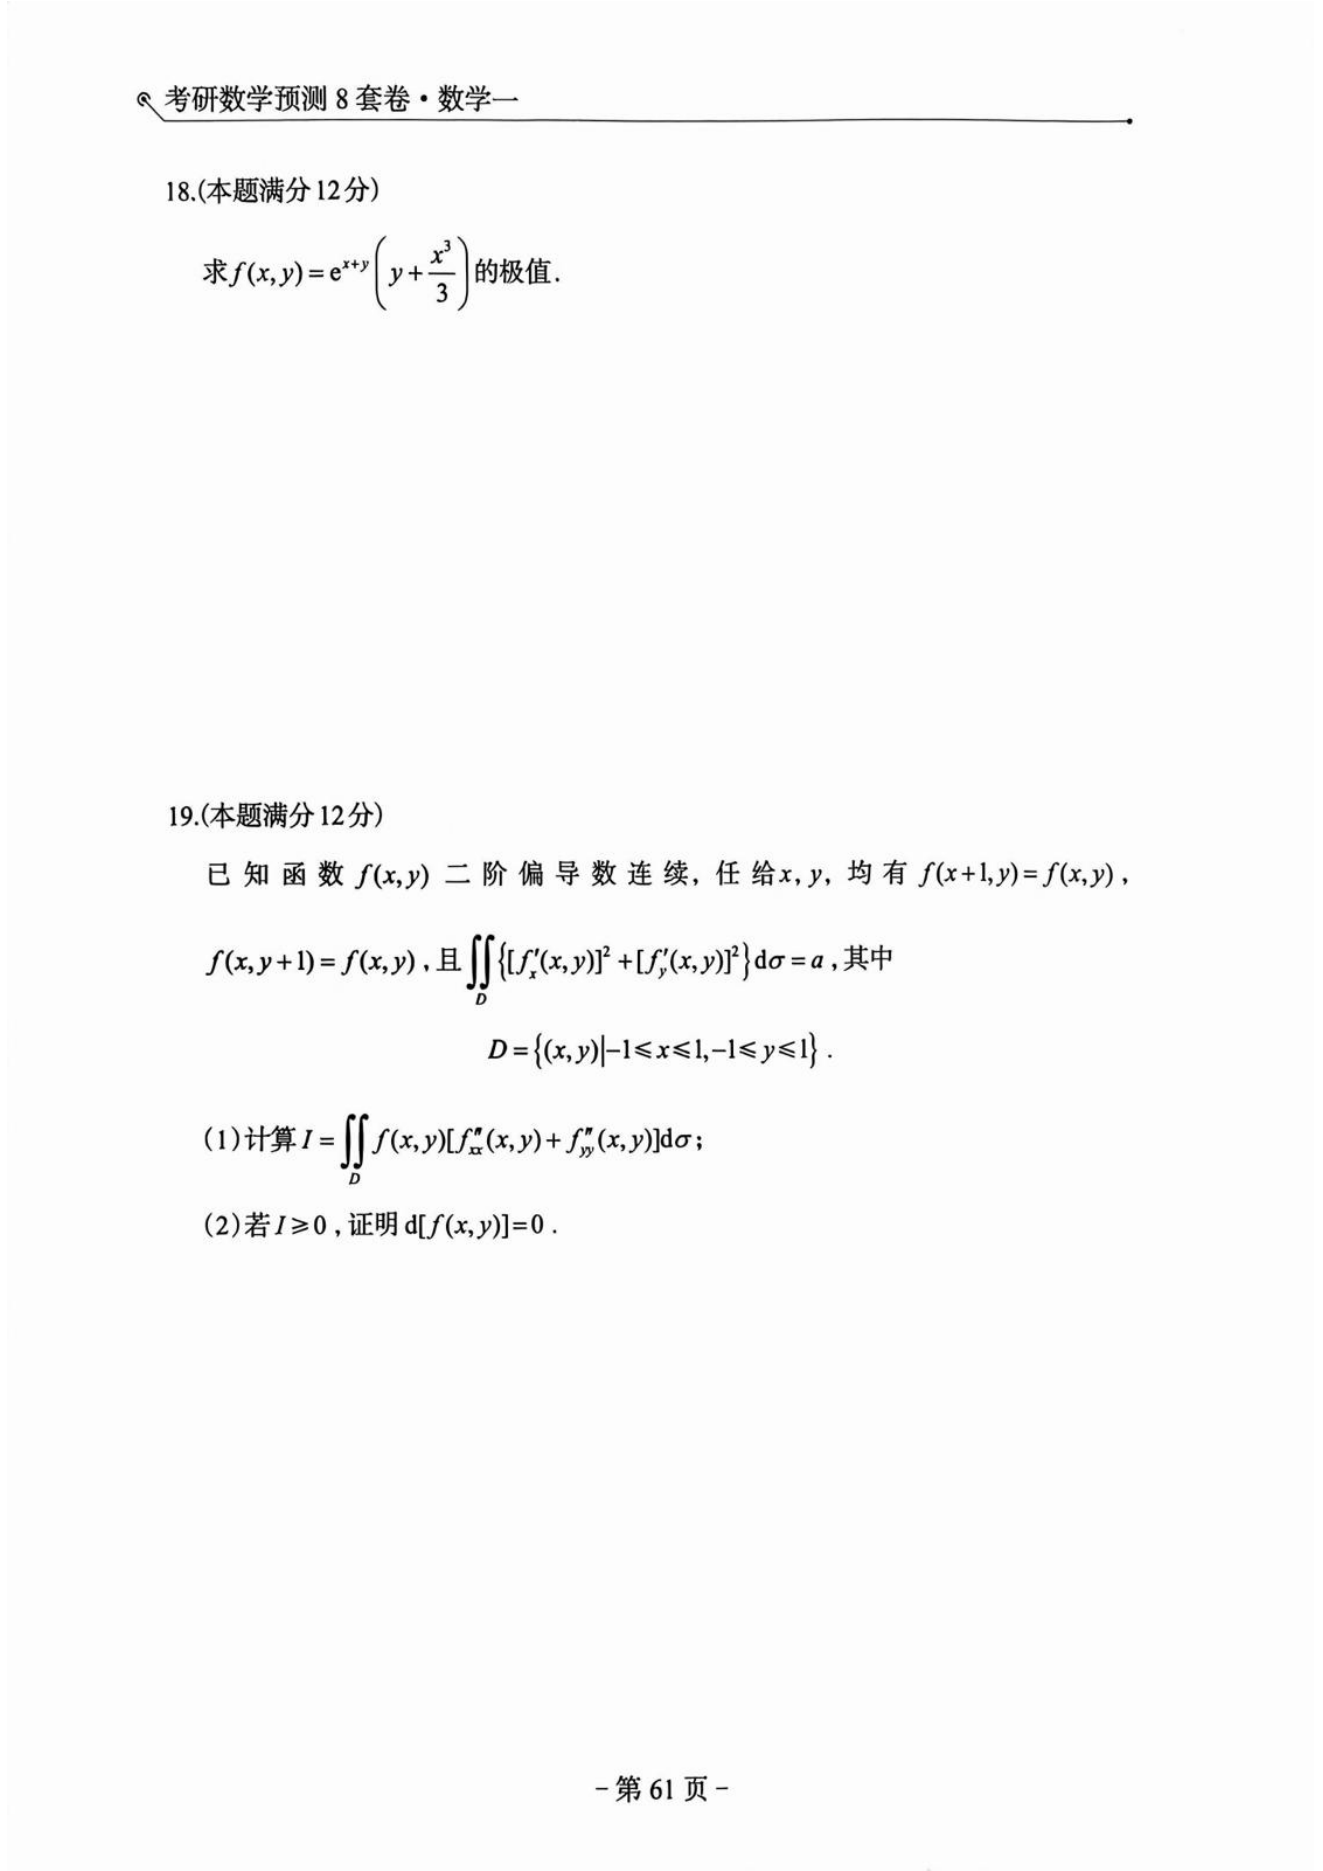 考研数学预测8套卷·数学一
18.(本题满分12分)
求f(x,y)=e^{x+y}(y+\frac{x^3}{3})的极值.
19.(本题满分12分)
已知函数f(x,y)二阶偏导数连续,任给x,y,均有f(x+1,y)=f(x,y),
f(x,y+1)=f(x,y),且\iint_D{[f'_x(x,y)]^2+[f'_y(x,y)]^2}dσ=a,其中
D={(x,y)|-1≤x≤1,-1≤y≤1}.
(1)计算I=\iint_D f(x,y)[f''_{xx}(x,y)+f''_{yy}(x,y)]dσ;
(2)若I≥0,证明d[f(x,y)]=0.
-第61页-